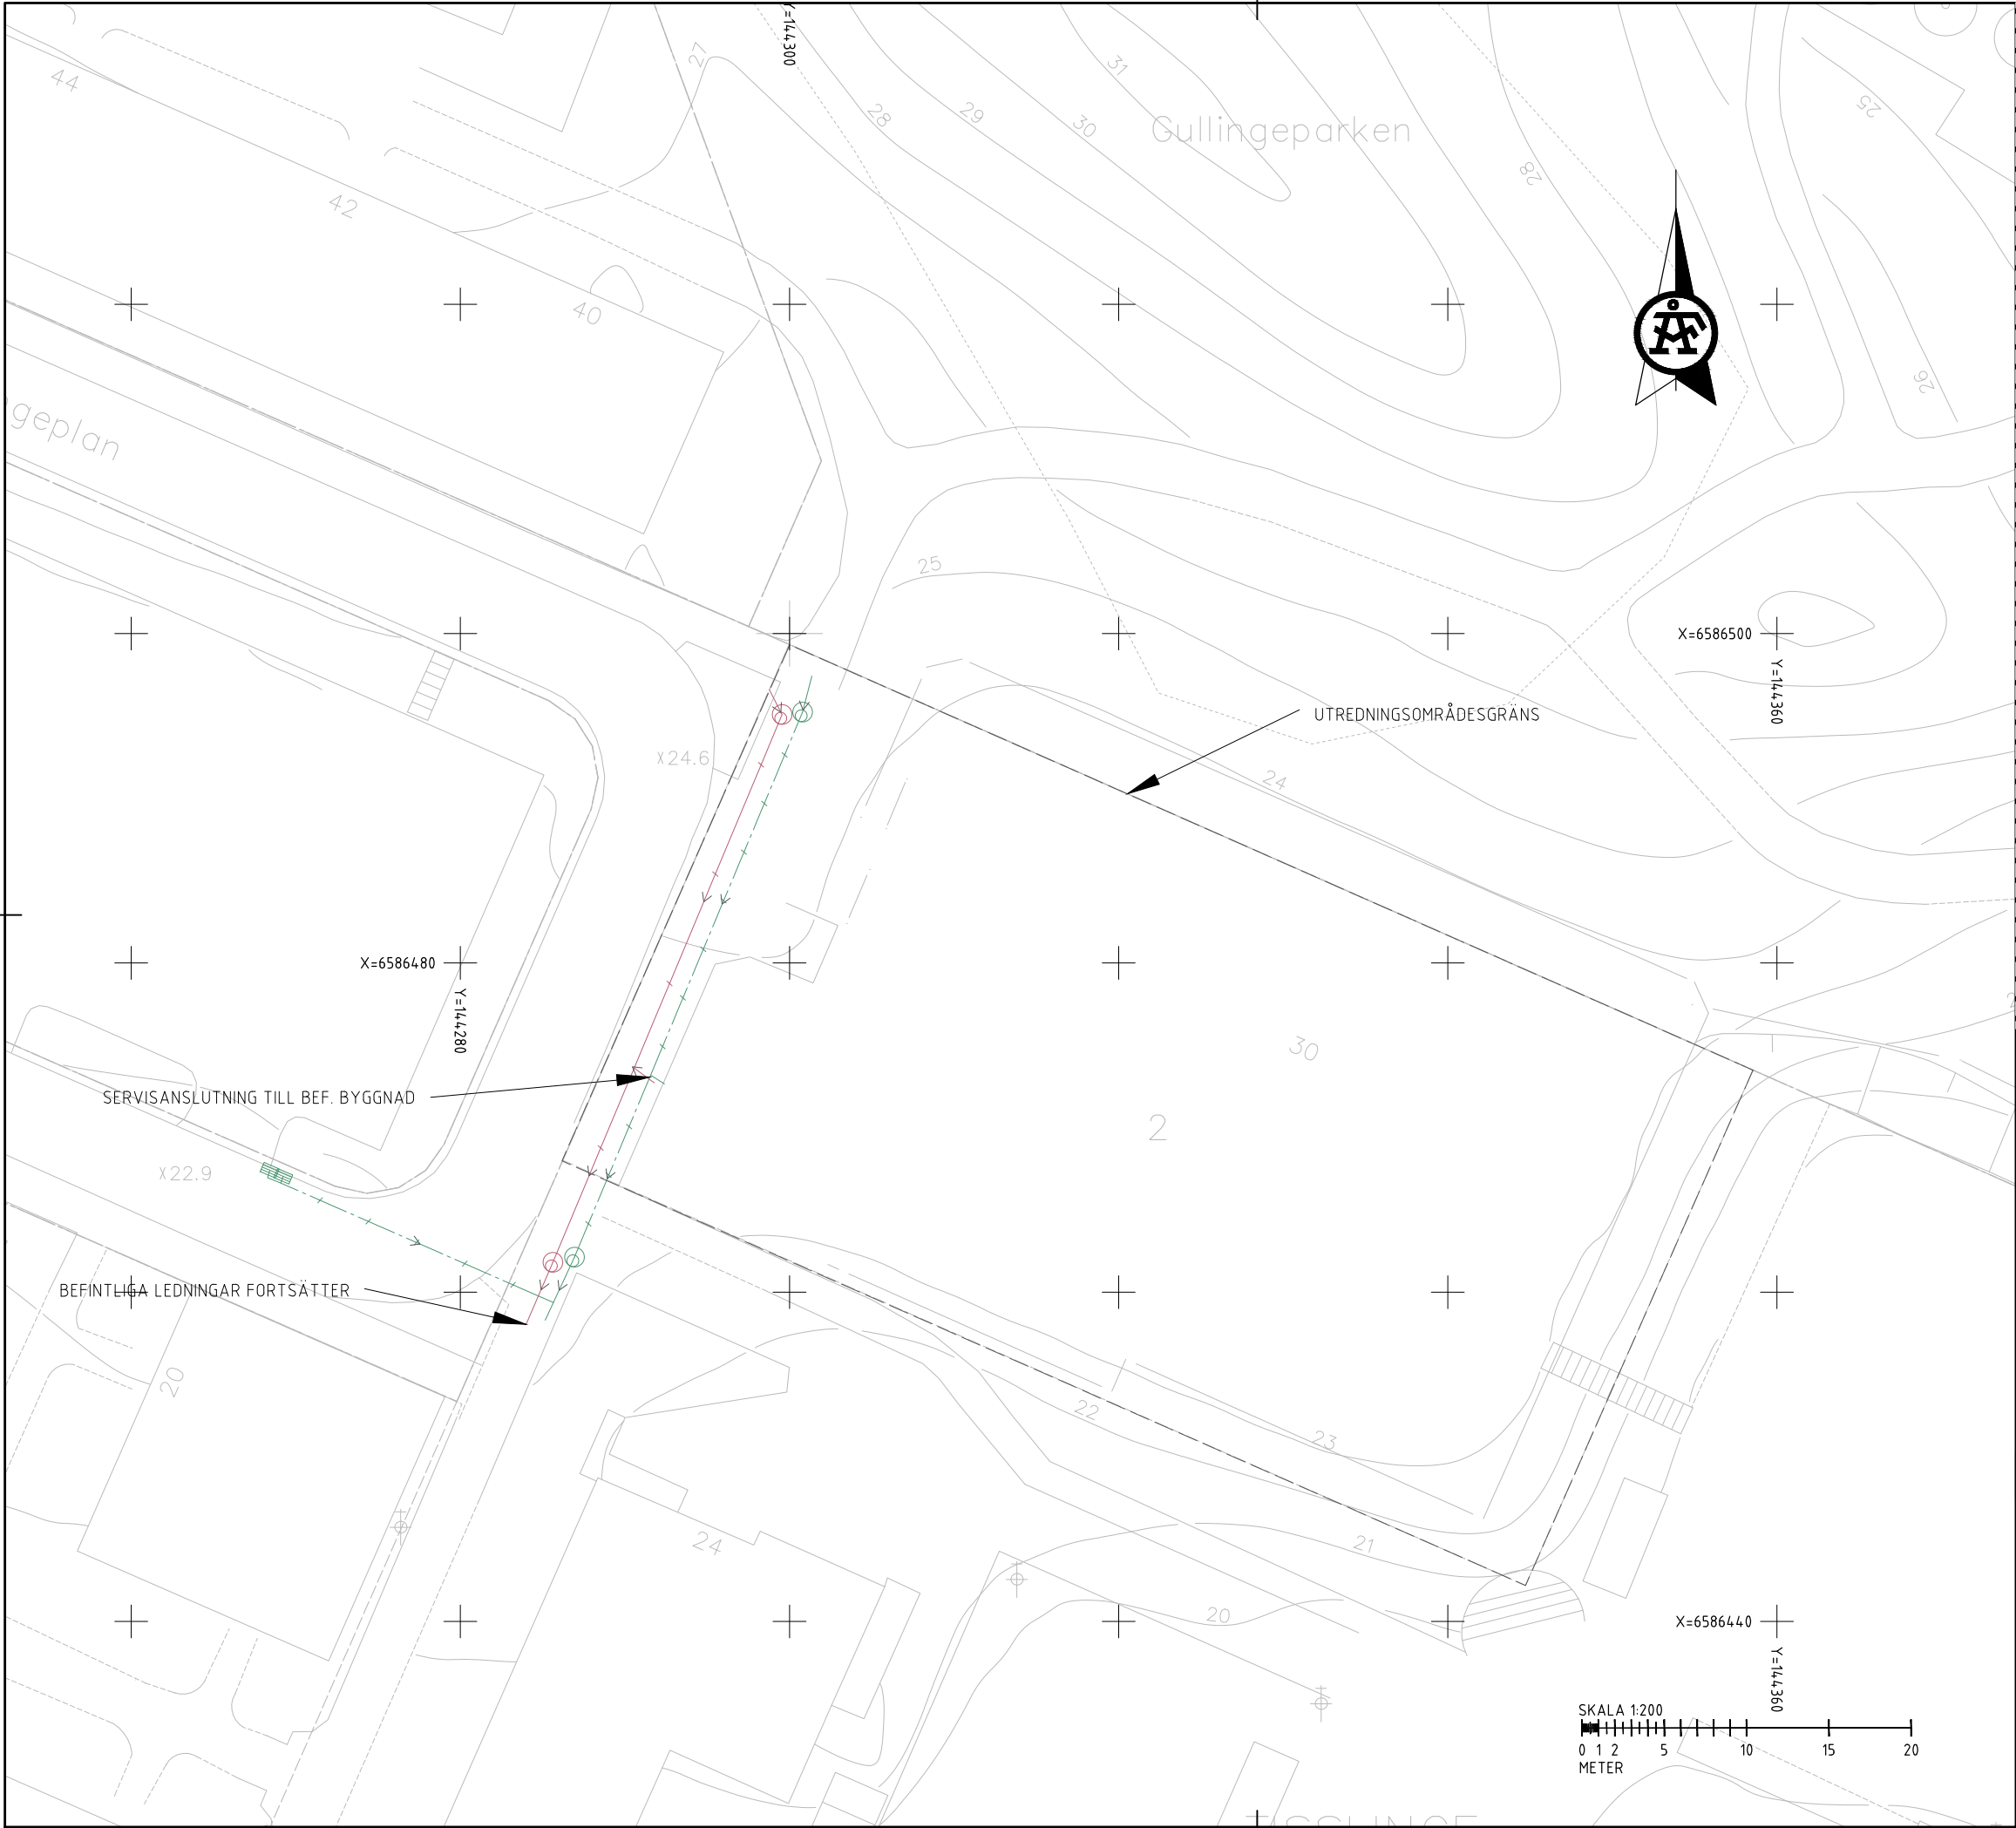 Y=144300
44
27
31
28
29
30
Gullingeparken
25
28
42
40
26
geplan
25
X=6586500
Y=144360
UTREDNINGSOMRÅDESGRÄNS
x24.6
24
X=6586480
Y=144280
30
SERVISANSLUTNING TILL BEF. BYGGNAD
2
x22.9
BEFINTLIGA LEDNINGAR FORTSÄTTER
20
22
23
24
21
20
X=6586440
Y=144360
SKALA 1:200
0 1 2 5 10 15 20
METER